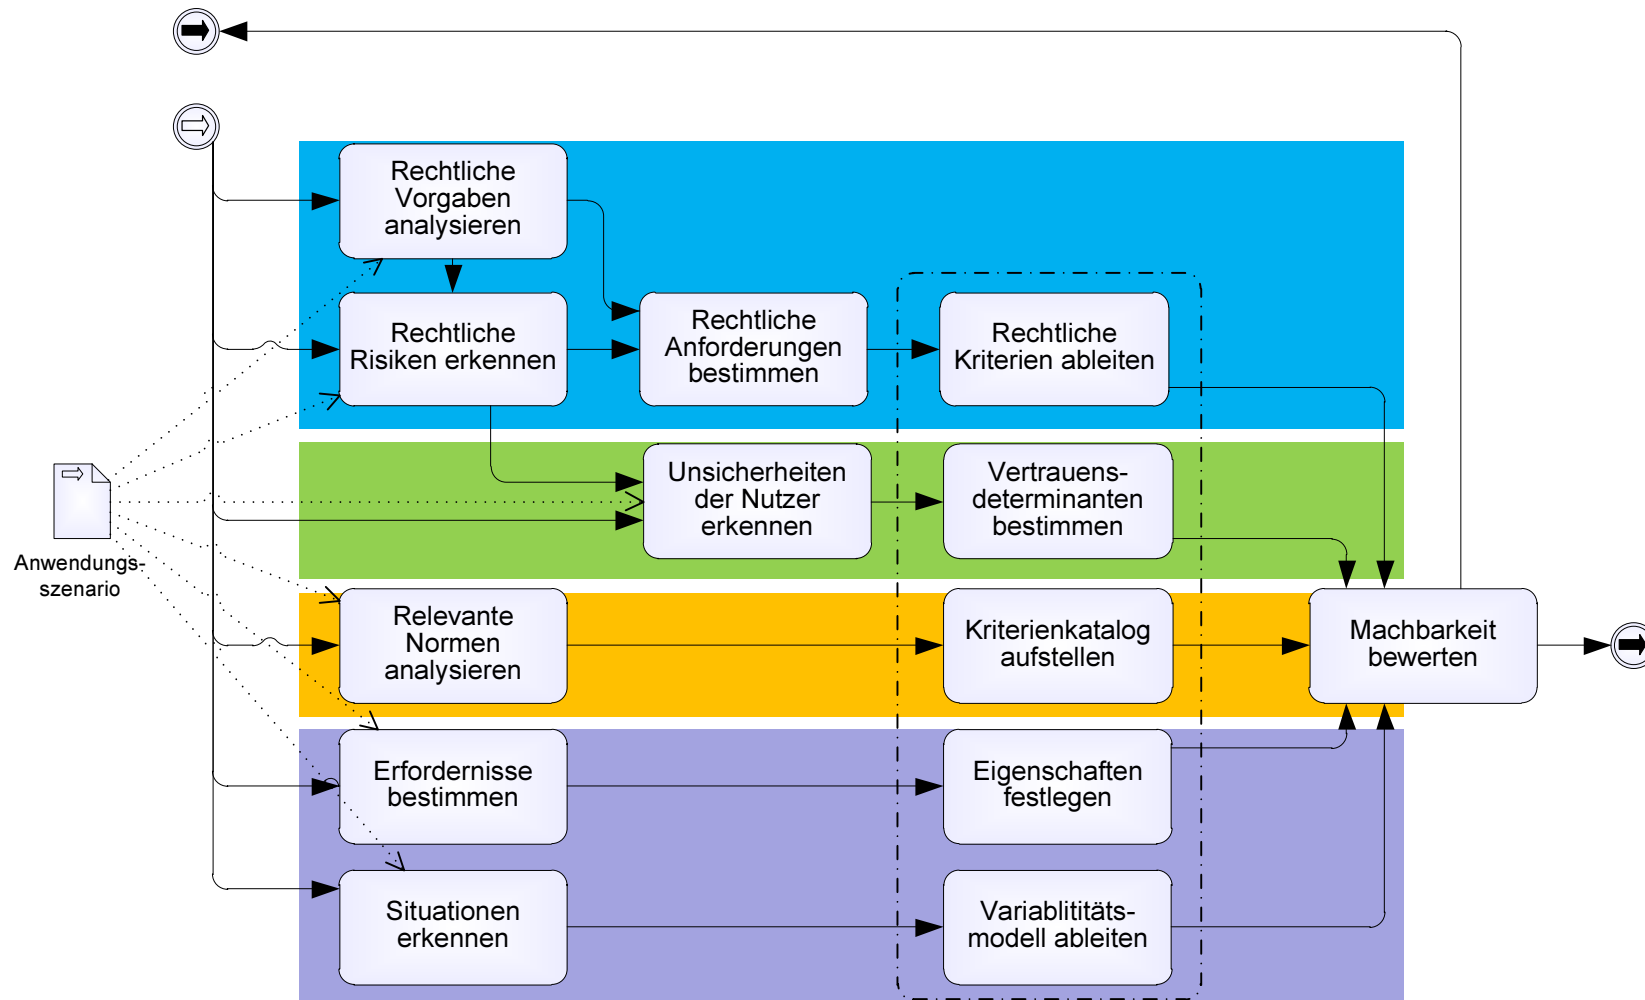 Rechtliche
Vorgaben
analysieren
Rechtliche
Risiken erkennen
Rechtliche
Anforderungen
bestimmen
Rechtliche
Kriterien ableiten
Unsicherheiten
der Nutzer
erkennen
Vertrauens-
determinanten
bestimmen
Anwendungs-
szenario
Relevante
Normen
analysieren
Kriterienkatalog
aufstellen
Machbarkeit
bewerten
Erfordernisse
bestimmen
Eigenschaften
festlegen
Situationen
erkennen
Variablititäts-
modell ableiten